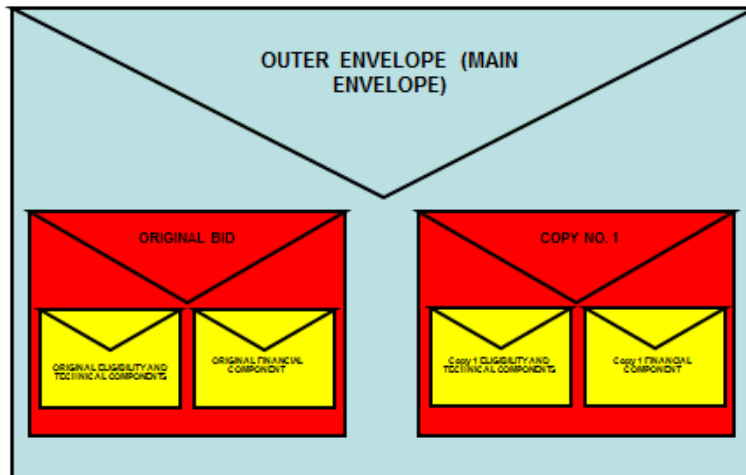 OUTER ENVELOPE (MAIN
ENVELOPE)
ORIGINAL BID
COPY NO. 1
ORIGINAL ELIGIBILITY AND
TECHNICAL COMPONENTS
ORIGINAL FINANCIAL
COMPONENT
Copy 1 ELIGIBILITY AND
TECHNICAL COMPONENTS
Copy 1 FINANCIAL
COMPONENT